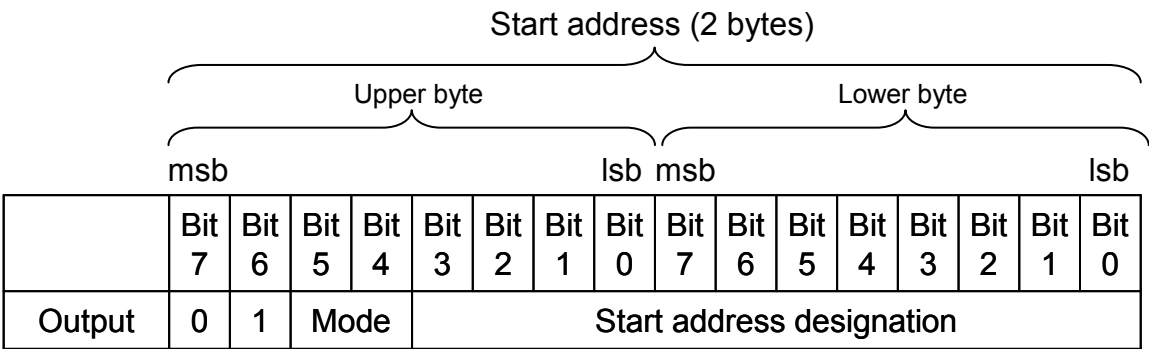 Start address (2 bytes)
Upper byte Lower byte
msb lsb msb lsb
Bit 7 Bit 6 Bit 5 Bit 4 Bit 3 Bit 2 Bit 1 Bit 0 Bit 7 Bit 6 Bit 5 Bit 4 Bit 3 Bit 2 Bit 1 Bit 0
Output 0 1 Mode Start address designation